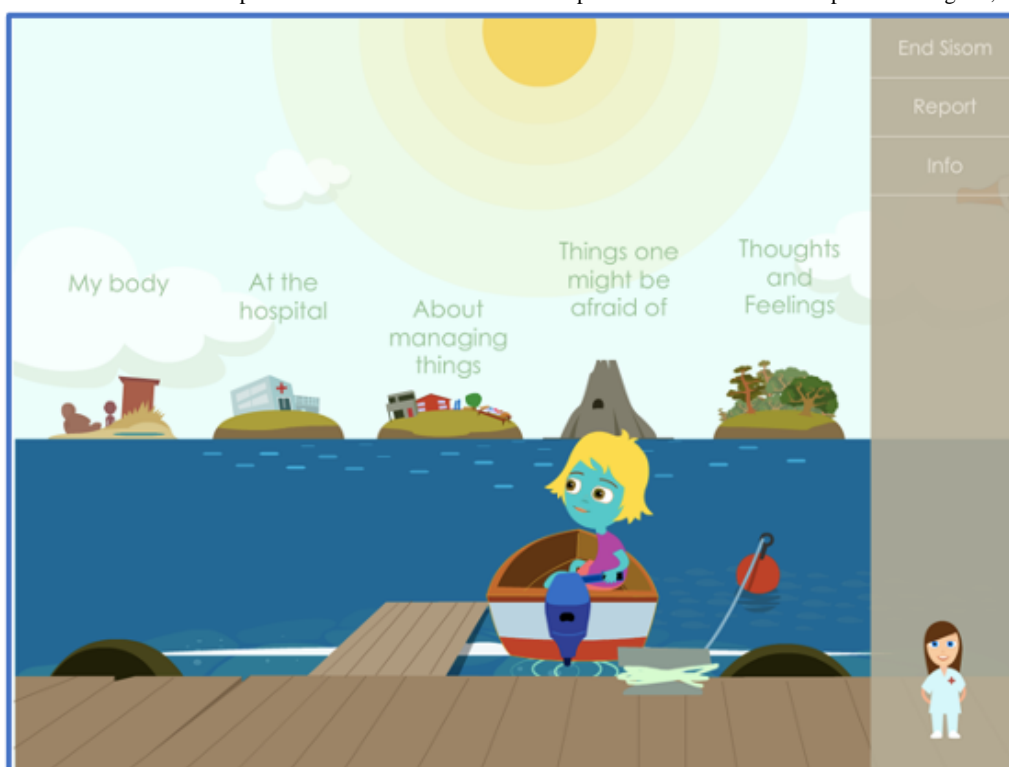 End Sisom
Report
Info
My body
At the
hospital
About
managing
things
Things one
might be
afraid of
Thoughts
and
Feelings